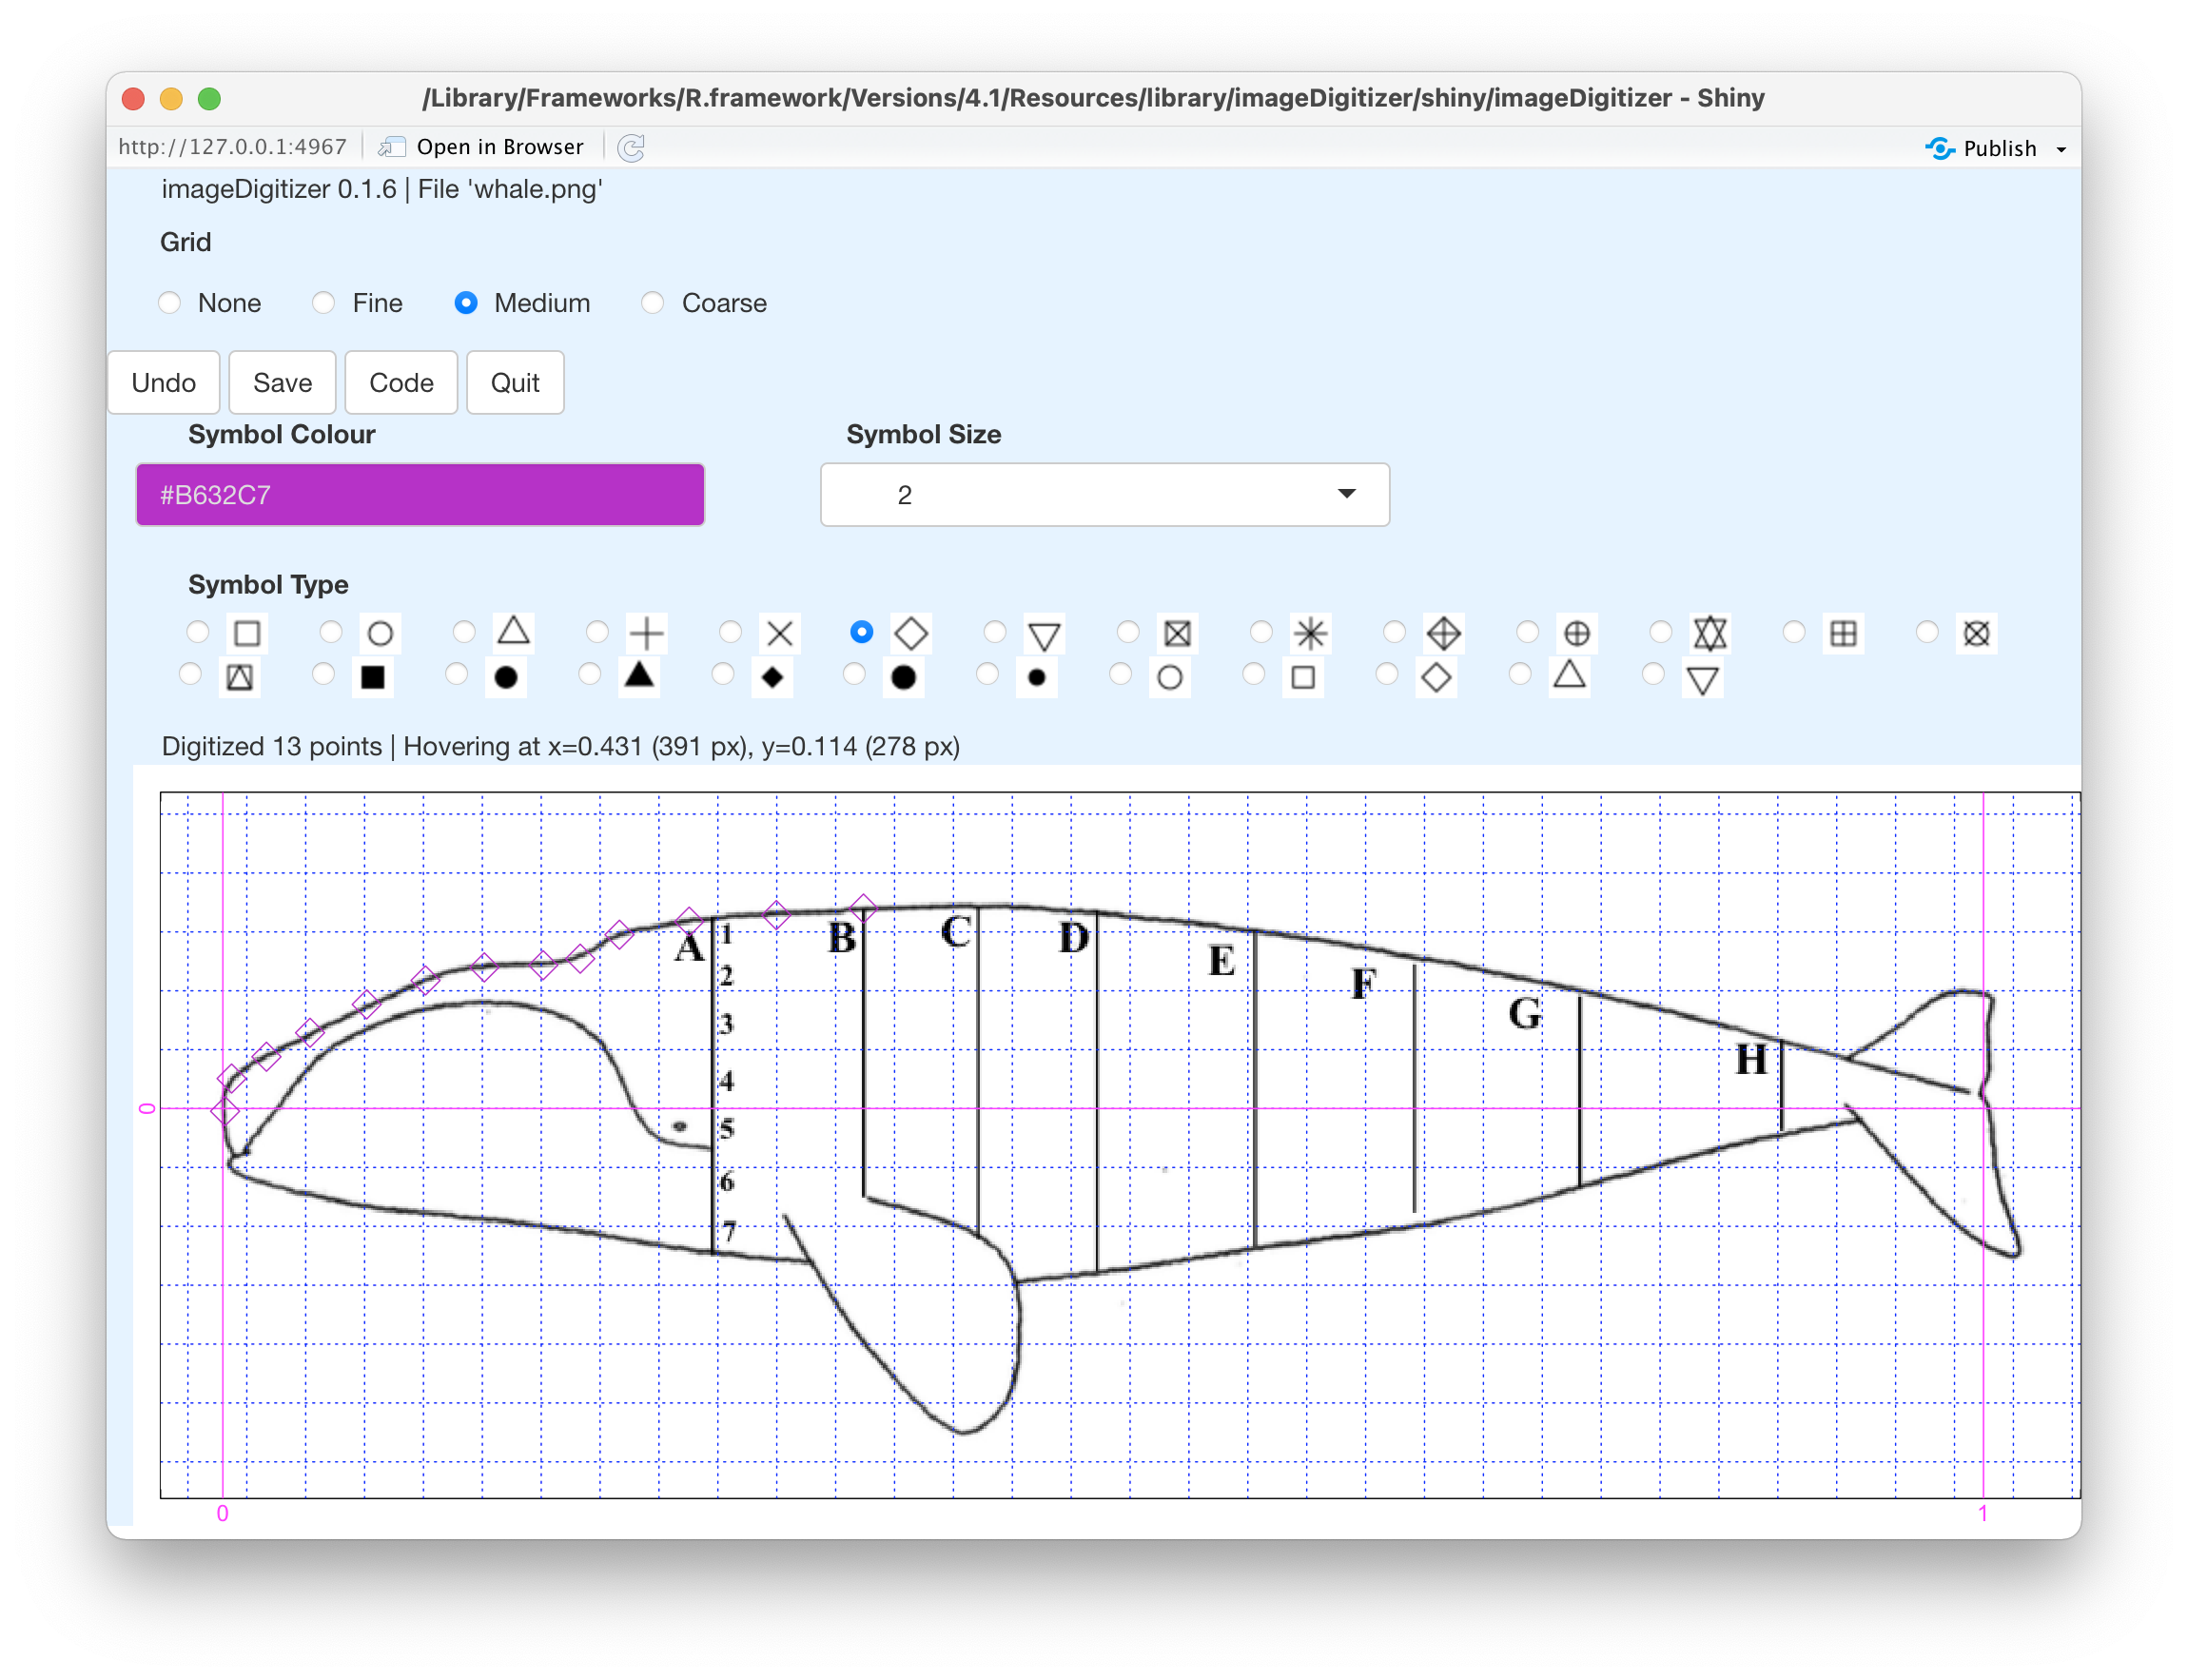 /Library/Frameworks/R.framework/Versions/4.1/Resources/library/imageDigitizer/shiny/imageDigitizer - Shiny
http://127.0.0.1:4967 Open in Browser Publish
imageDigitizer 0.1.6 | File 'whale.png'
Grid
None Fine Medium Coarse
Undo Save Code Quit
Symbol Colour Symbol Size
#B632C7 2
Symbol Type
Digitized 13 points | Hovering at x=0.431 (391 px), y=0.114 (278 px)
A 1 B C D E F G H
2
3
4
0 5
6
7
0 1